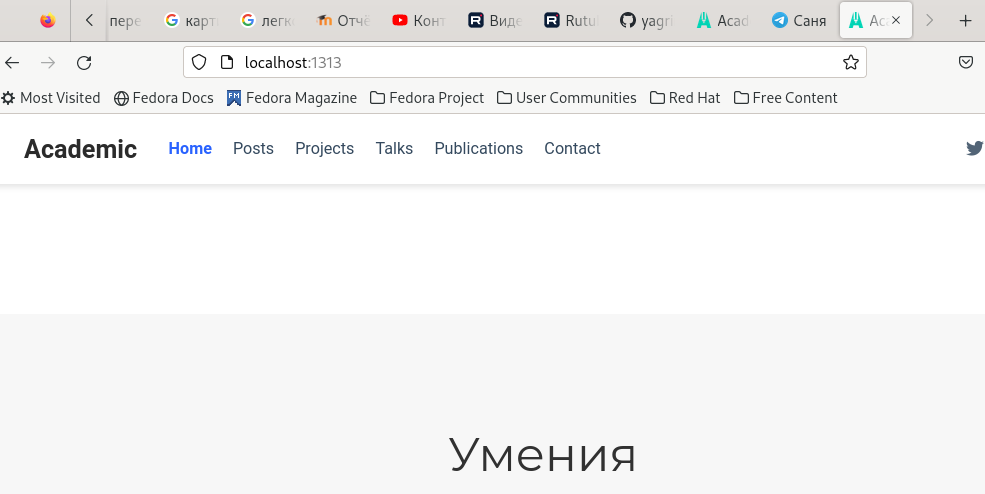 пере карт легк Отчё Конт Виде Rutu yagri Acad Саня Ac
localhost:1313
Most Visited Fedora Docs Fedora Magazine Fedora Project User Communities Red Hat Free Content
Academic Home Posts Projects Talks Publications Contact
Умения